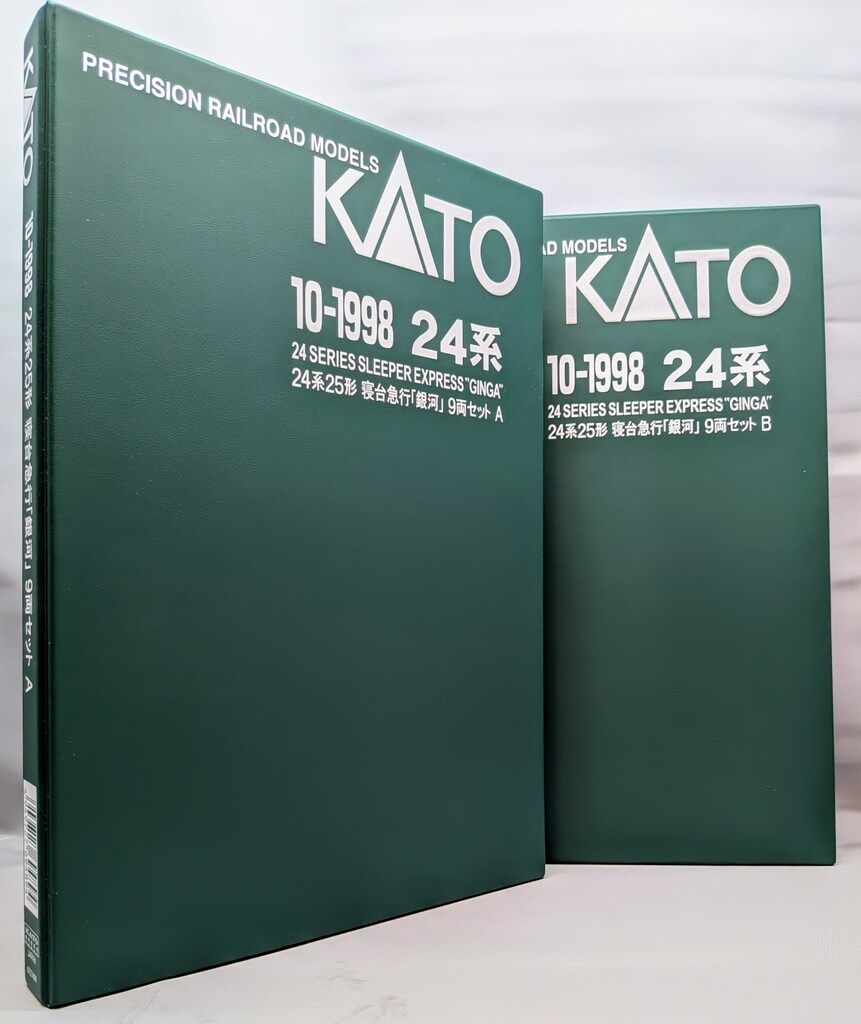 PRECISION RAILROAD MODELS
KATO
10-1998 24系
24 SERIES SLEEPER EXPRESS "GINGA"
24系25形 寝台急行「銀河」 9両セット A
KATO 10-1998 24系25形 寝台急行「銀河」 9両セット A
AD MODELS
KATO
10-1998 24系
24 SERIES SLEEPER EXPRESS "GINGA"
24系25形 寝台急行「銀河」 9両セット B